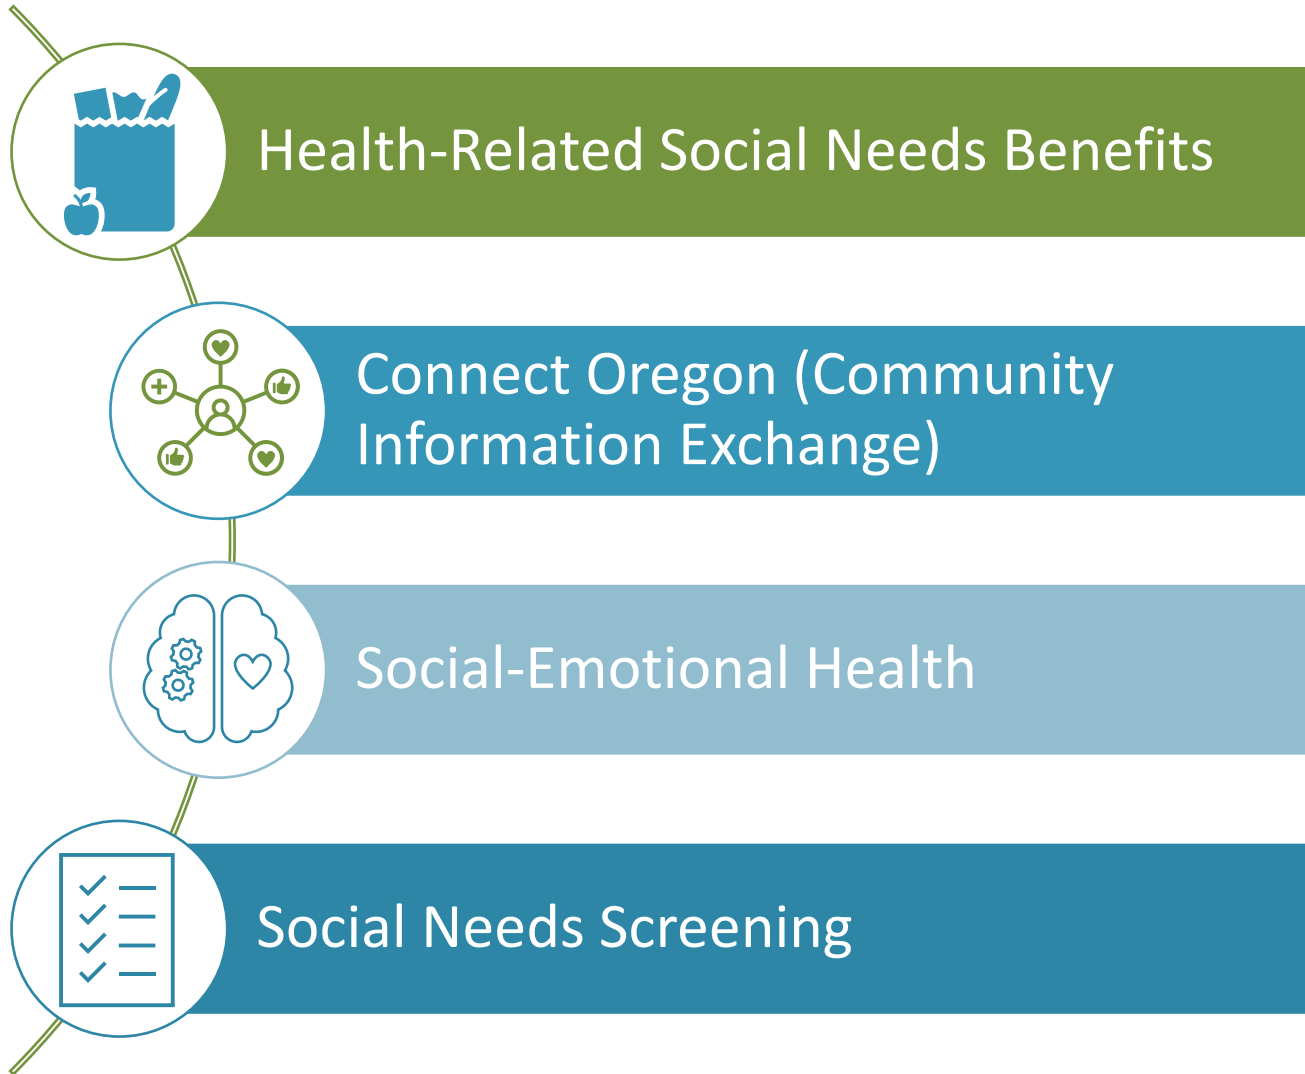 Health-Related Social Needs Benefits
Connect Oregon (Community
Information Exchange)
Social-Emotional Health
Social Needs Screening